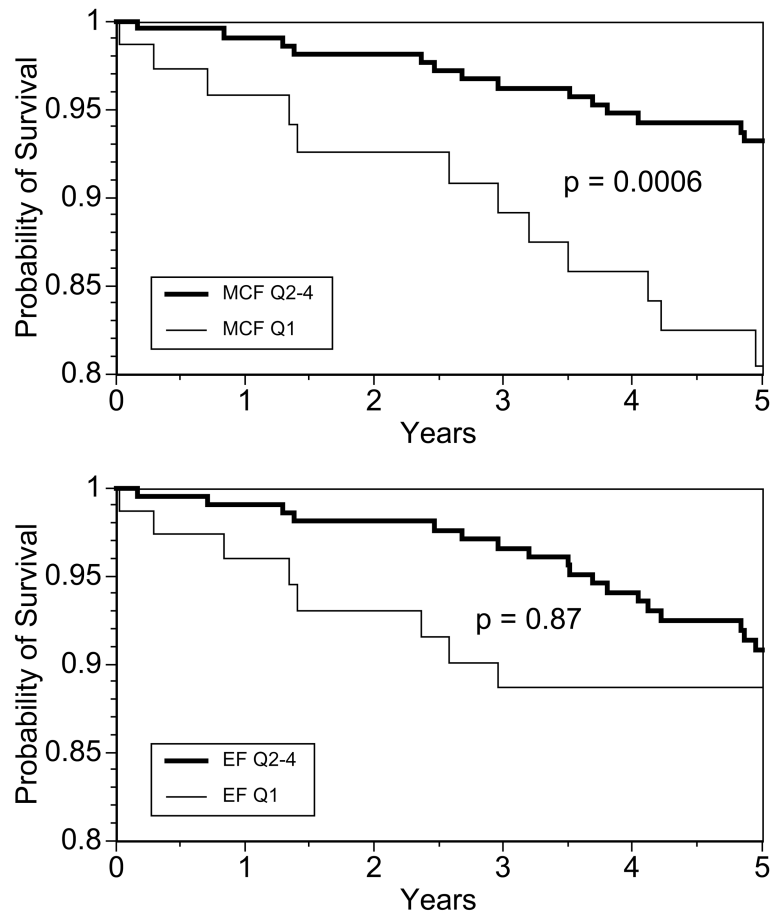 1
0.95
0.9
0.85
0.8
Probability of Survival
p = 0.0006
MCF Q2-4
MCF Q1
0 1 2 3 4 5
Years
1
0.95
0.9
0.85
0.8
Probability of Survival
p = 0.87
EF Q2-4
EF Q1
0 1 2 3 4 5
Years